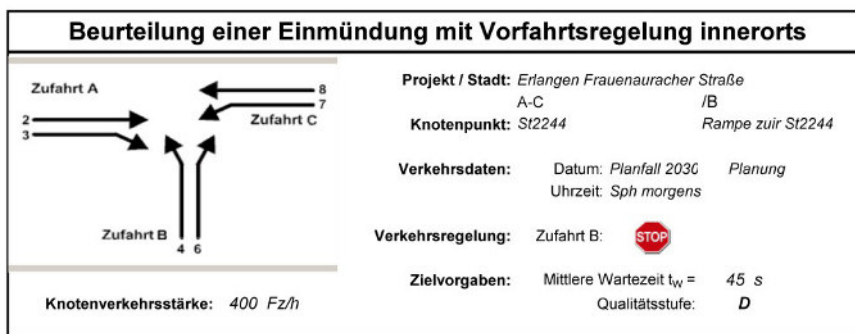 Beurteilung einer Einmündung mit Vorfahrtsregelung innerorts
Zufahrt A
8
7
Zufahrt C
2
3
Zufahrt B
4 6
Knotenverkehrsstärke: 400 Fz/h
Projekt / Stadt: Erlangen Frauenauracher Straße
A-C /B
Knotenpunkt: St2244 Rampe zuir St2244
Verkehrsdaten: Datum: Planfall 2030 Planung
Uhrzeit: Sph morgens
Verkehrsregelung: Zufahrt B: STOP
Zielvorgaben: Mittlere Wartezeit tw = 45 s
Qualitätsstufe: D